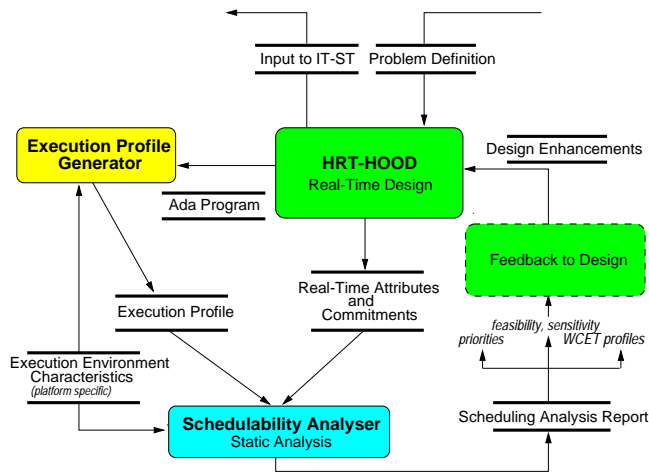 Input to IT-ST
Problem Definition
Execution Profile
Generator
HRT-HOOD
Real-Time Design
Design Enhancements
Ada Program
Feedback to Design
Execution Profile
Real-Time Attributes
and
Commitments
feasibility, sensitivity
priorities
WCET profiles
Execution Environment
Characteristics
(platform specific)
Schedulability Analyser
Static Analysis
Scheduling Analysis Report